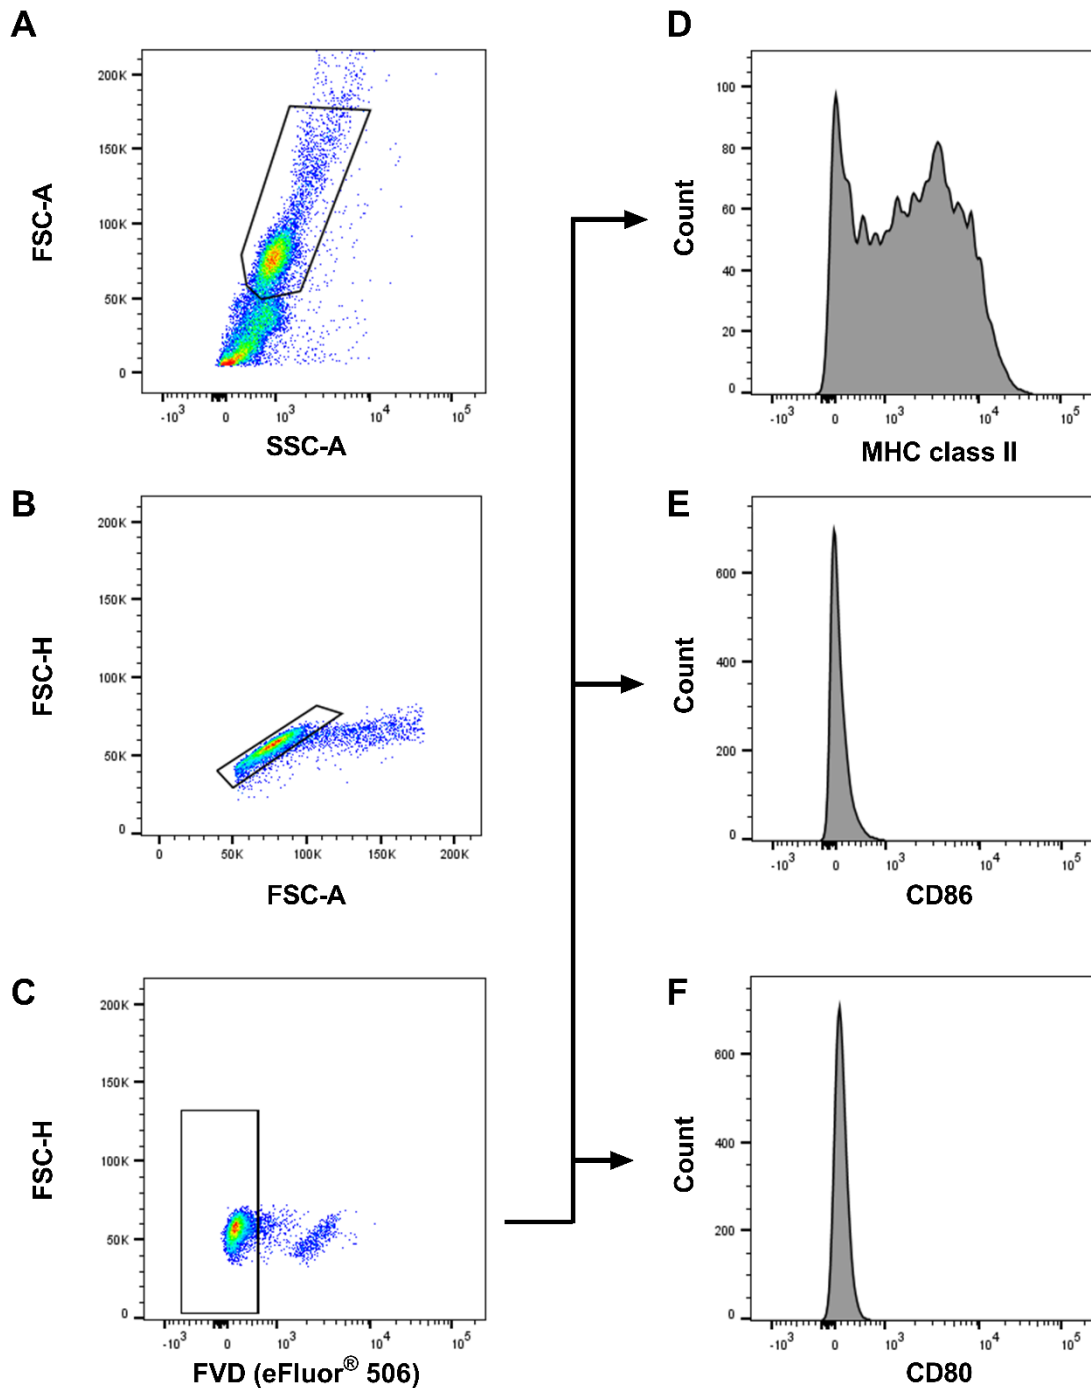 A
200K
150K
100K
50K
0
FSC-A
-10³ 0 10³ 10⁴ 10⁵
SSC-A
B
200K
150K
100K
50K
0
FSC-H
0 50K 100K 150K 200K
FSC-A
C
200K
150K
100K
50K
0
FSC-H
-10³ 0 10³ 10⁴ 10⁵
FVD (eFluor® 506)
D
100
80
60
40
20
0
Count
-10³ 0 10³ 10⁴ 10⁵
MHC class II
E
600
400
200
0
Count
-10³ 0 10³ 10⁴ 10⁵
CD86
F
600
400
200
0
Count
-10³ 0 10³ 10⁴ 10⁵
CD80